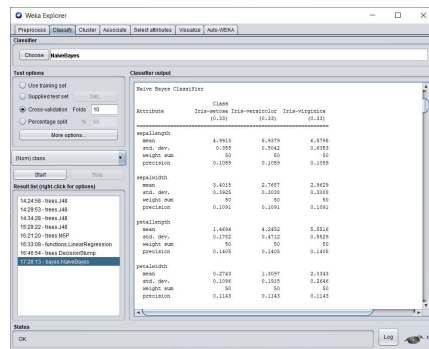 Weka Explorer
Preprocess Classify Cluster Associate Select attributes Visualize Auto-WEKA
Classifier
Choose NaiveBayes
Test options
Use training set
Supplied test set Set...
Cross-validation Folds 10
Percentage split % 66
More options...
(Nom) class
Start Stop
Result list (right-click for options)
14:24:58 - trees.J48
14:29:53 - trees.J48
14:34:28 - trees.J48
15:29:22 - trees.J48
16:21:20 - trees.M5P
16:33:09 - functions.LinearRegression
16:46:54 - trees.DecisionStump
17:28:13 - bayes.NaiveBayes
Classifier output
Naive Bayes Classifier
Class
Attribute Iris-setosa Iris-versicolor Iris-virginica
(0.33) (0.33) (0.33)
sepallength
mean 4.9913 5.9379 6.5795
std. dev. 0.355 0.5042 0.6353
weight sum 50 50 50
precision 0.1059 0.1059 0.1059
sepalwidth
mean 3.4015 2.7687 2.9629
std. dev. 0.3925 0.3038 0.3088
weight sum 50 50 50
precision 0.1091 0.1091 0.1091
petallength
mean 1.4694 4.2452 5.5516
std. dev. 0.1782 0.4712 0.5529
weight sum 50 50 50
precision 0.1405 0.1405 0.1405
petalwidth
mean 0.2743 1.3097 2.0343
std. dev. 0.1096 0.1915 0.2646
weight sum 50 50 50
precision 0.1143 0.1143 0.1143
Status
OK
Log
x